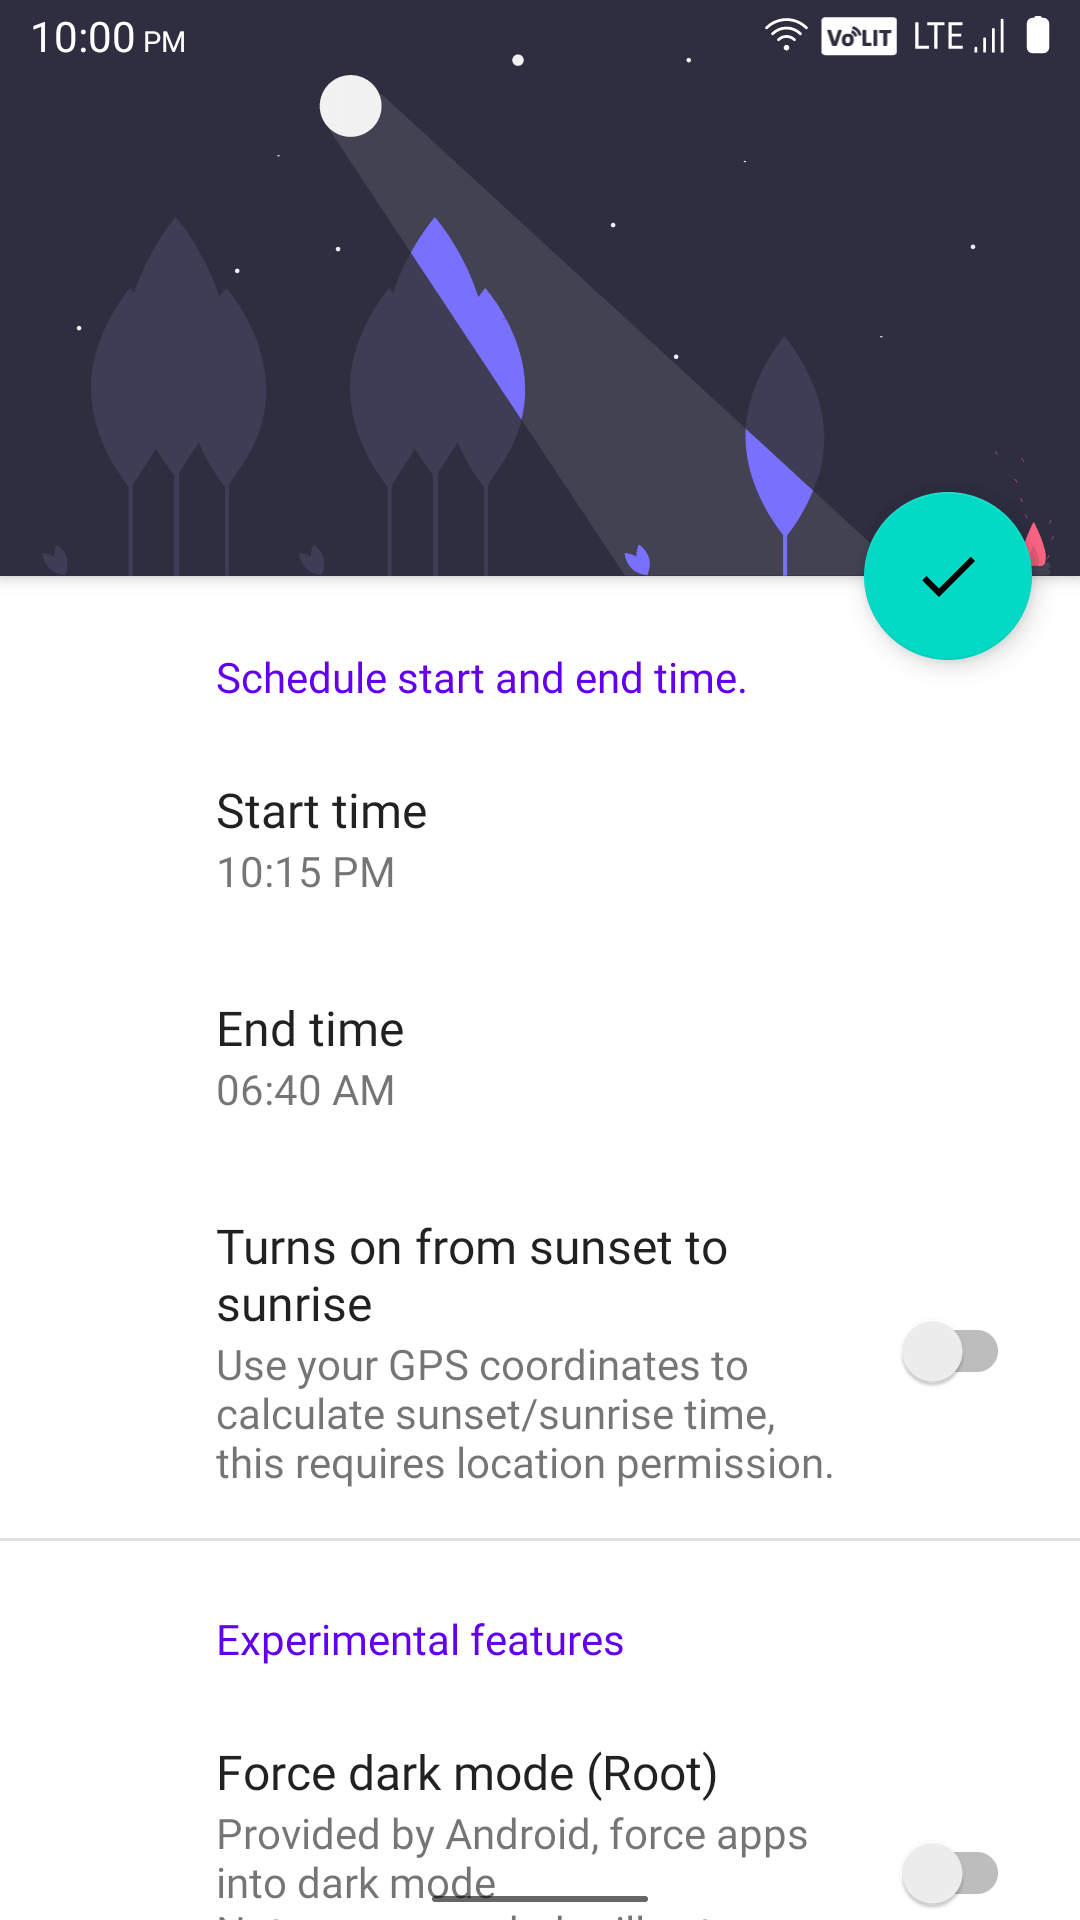 10:00 PM VoLIT LTE
Schedule start and end time.
Start time
10:15 PM
End time
06:40 AM
Turns on from sunset to
sunrise
Use your GPS coordinates to
calculate sunset/sunrise time,
this requires location permission.
Experimental features
Force dark mode (Root)
Provided by Android, force apps
into dark mode